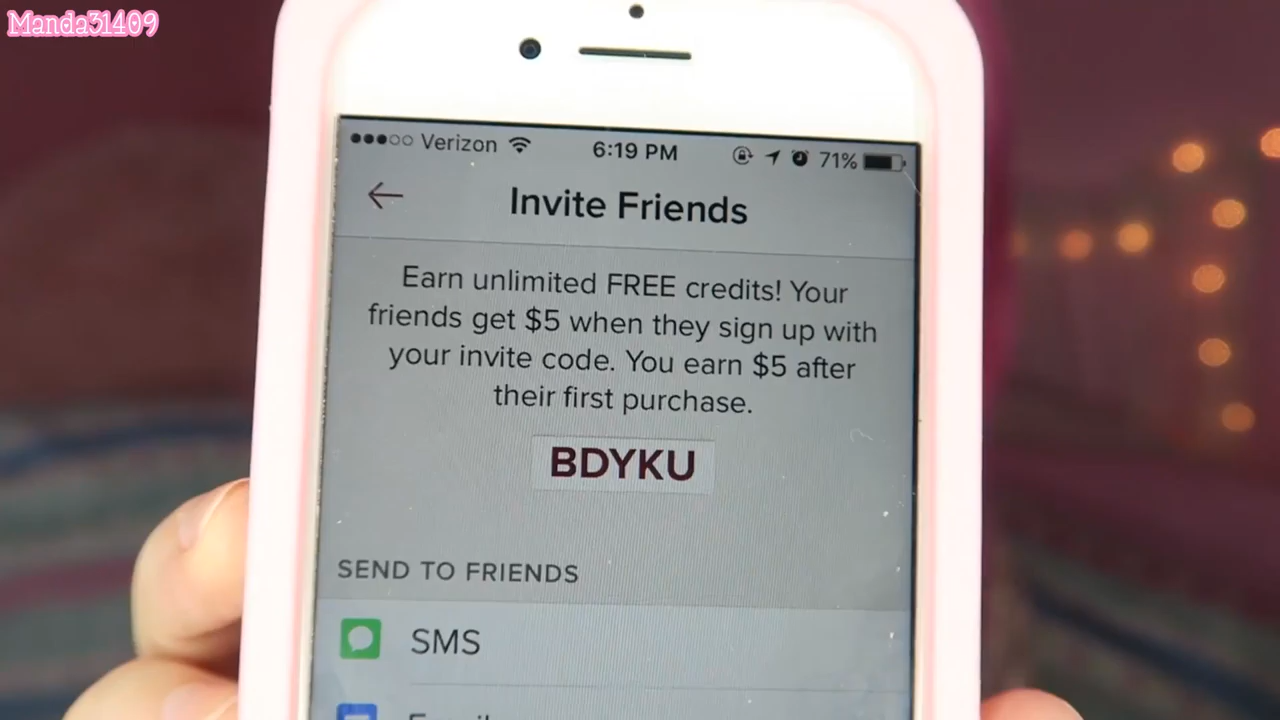 Manda31409
Verizon 6:19 PM 71%
Invite Friends
Earn unlimited FREE credits! Your
friends get $5 when they sign up with
your invite code. You earn $5 after
their first purchase.
BDYKU
SEND TO FRIENDS
SMS
Email